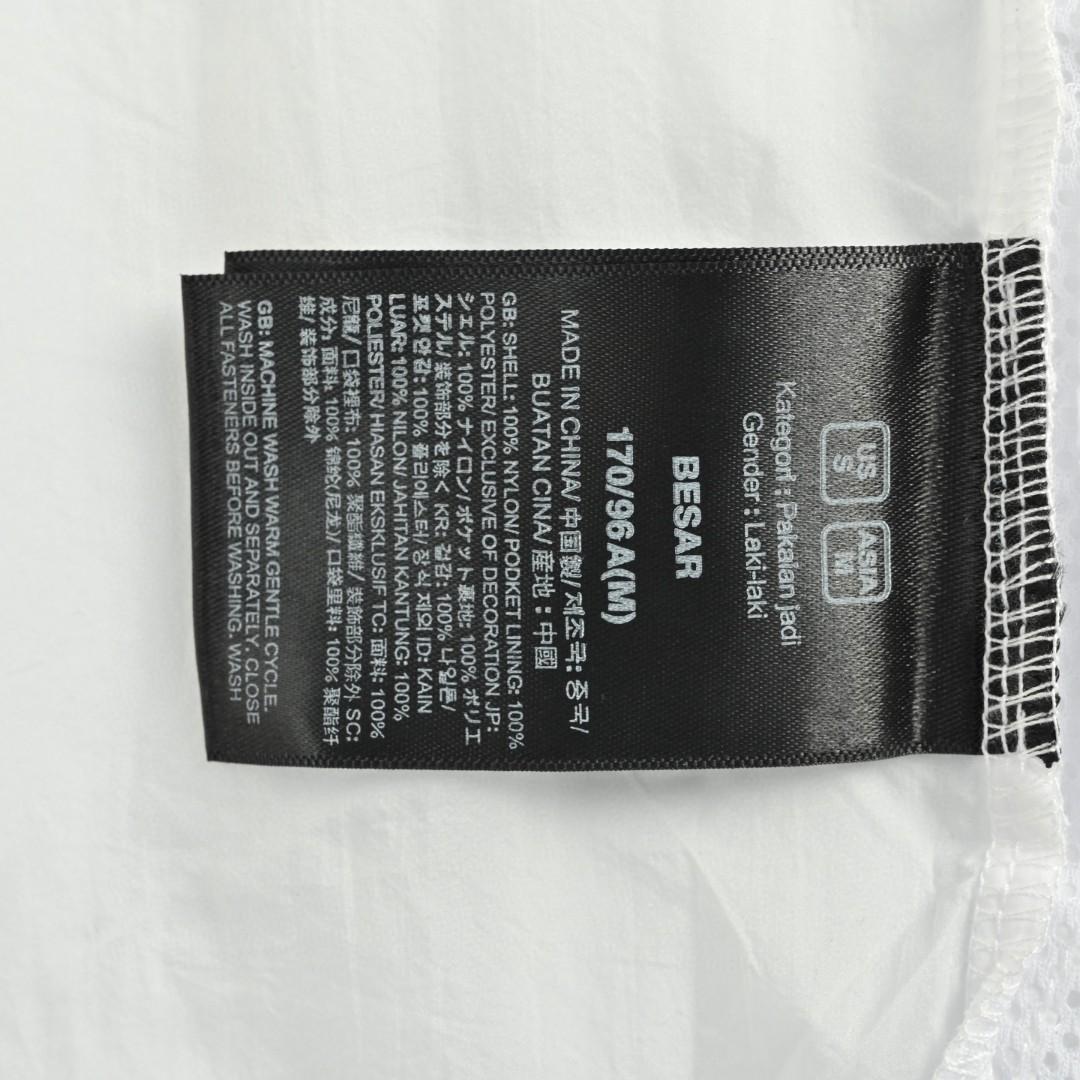 US
S
ASIA
M
Kategori : Pakaian jadi
Gender : Laki-laki
BESAR
170/96A(M)
MADE IN CHINA/ 中国製/ 제조국: 중국/
BUATAN CINA/ 産地 : 中國
GB: SHELL: 100% NYLON/ PODKET LINING: 100%
POLYESTER/ EXCLUSIVE OF DECORATION JP:
シェル: 100% ナイロン/ ポケット裏地: 100% ポリエ
ステル/ 装飾部分を除く KR: 겉감: 100% 나일론/
포켓 안감: 100% 폴리에스터/ 장식 제외 ID: KAIN
LUAR: 100% NILON/ JAHITAN KANTUNG: 100%
POLIESTER/ HIASAN EKSKLUSIF TC: 面料: 100%
尼龍/ 口袋裡布: 100% 聚酯纖維/ 装飾部分除外 SC:
成分: 面料: 100% 锦纶/尼龙)/ 口袋里料: 100% 聚酯纤
维/ 装饰部分除外
GB: MACHINE WASH WARM GENTLE CYCLE.
WASH INSIDE OUT AND SEPARATELY. CLOSE
ALL FASTENERS BEFORE WASHING. WASH